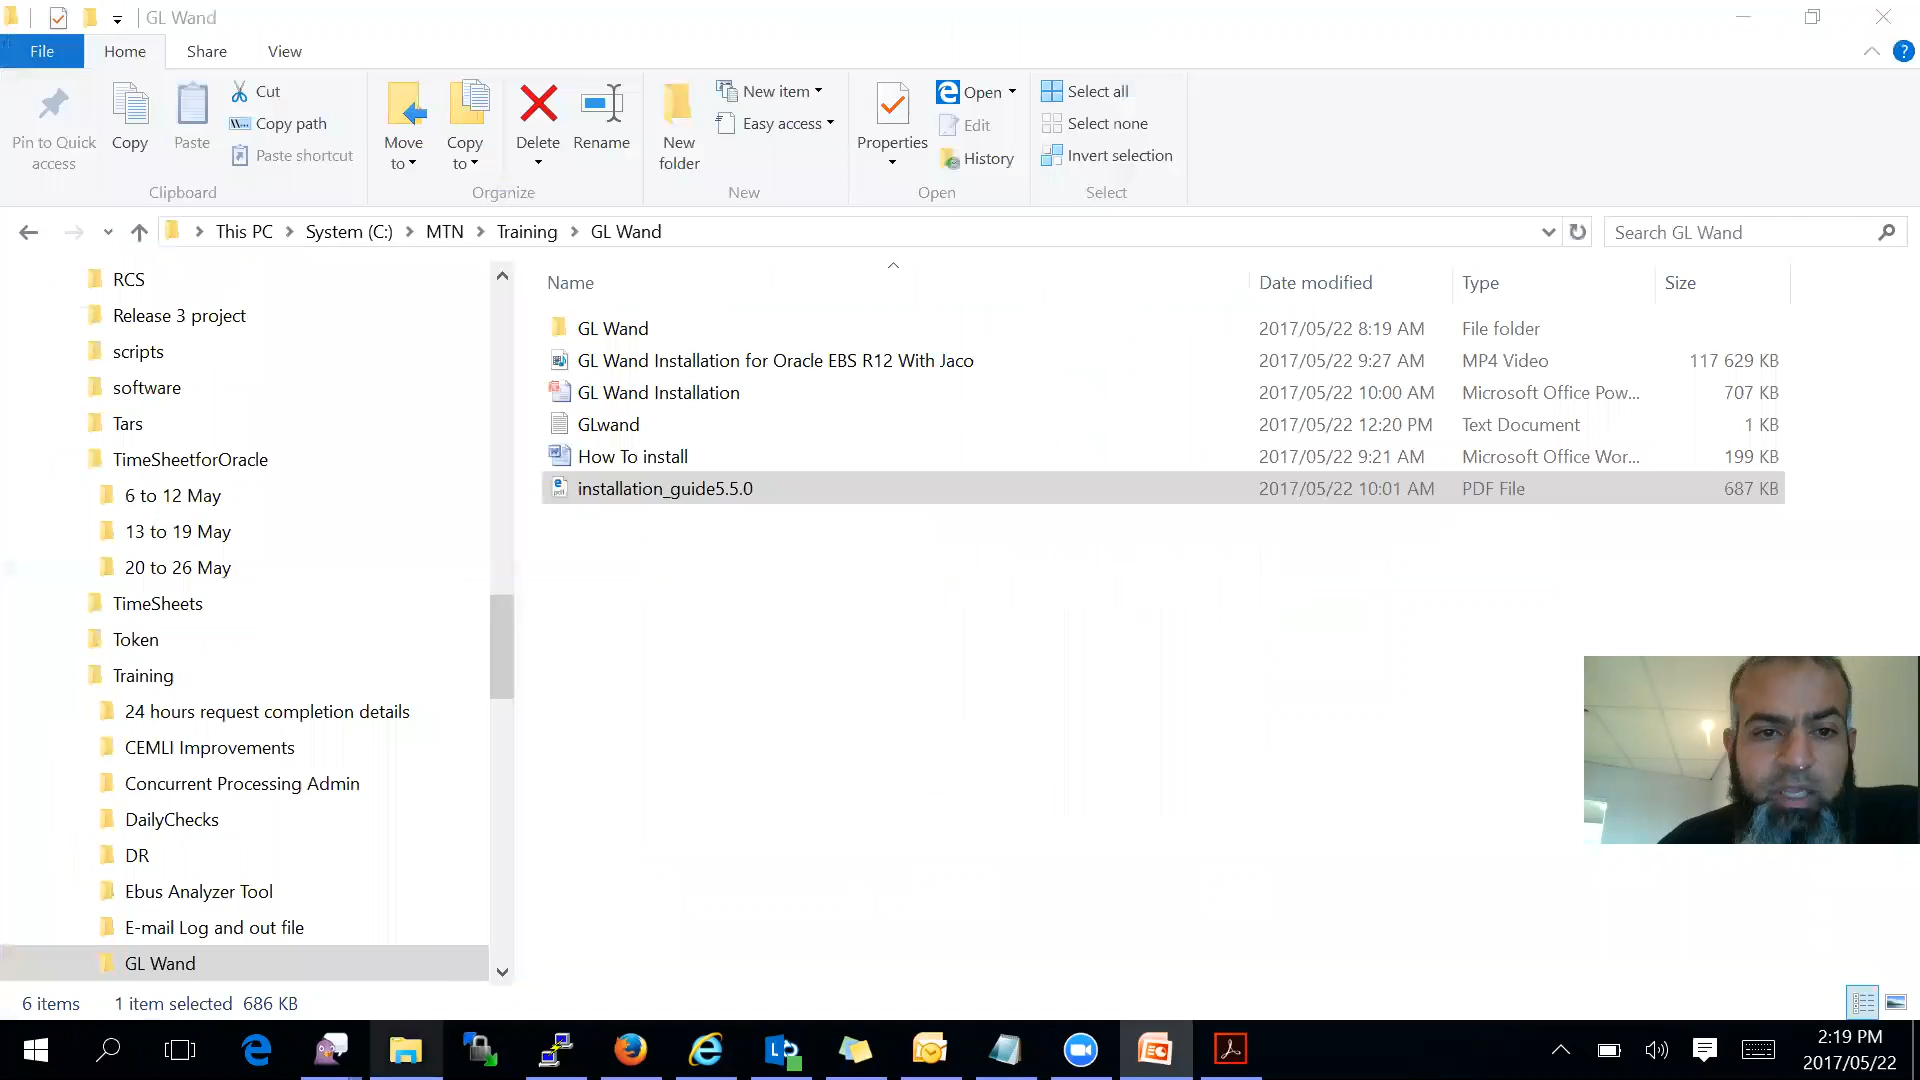 GL Wand
File Home Share View
Pin to Quick access
Copy
Paste
Cut
Copy path
Paste shortcut
Clipboard
Move to
Copy to
Delete
Rename
Organize
New folder
New item
Easy access
New
Properties
Open
Edit
History
Open
Select all
Select none
Invert selection
Select
This PC System (C:) MTN Training GL Wand
Search GL Wand
RCS
Release 3 project
scripts
software
Tars
TimeSheetforOracle
6 to 12 May
13 to 19 May
20 to 26 May
TimeSheets
Token
Training
24 hours request completion details
CEMLI Improvements
Concurrent Processing Admin
DailyChecks
DR
Ebus Analyzer Tool
E-mail Log and out file
GL Wand
Name Date modified Type Size
GL Wand 2017/05/22 8:19 AM File folder
GL Wand Installation for Oracle EBS R12 With Jaco 2017/05/22 9:27 AM MP4 Video 117 629 KB
GL Wand Installation 2017/05/22 10:00 AM Microsoft Office Pow... 707 KB
GLwand 2017/05/22 12:20 PM Text Document 1 KB
How To install 2017/05/22 9:21 AM Microsoft Office Wor... 199 KB
installation_guide5.5.0 2017/05/22 10:01 AM PDF File 687 KB
6 items 1 item selected 686 KB
2:19 PM
2017/05/22